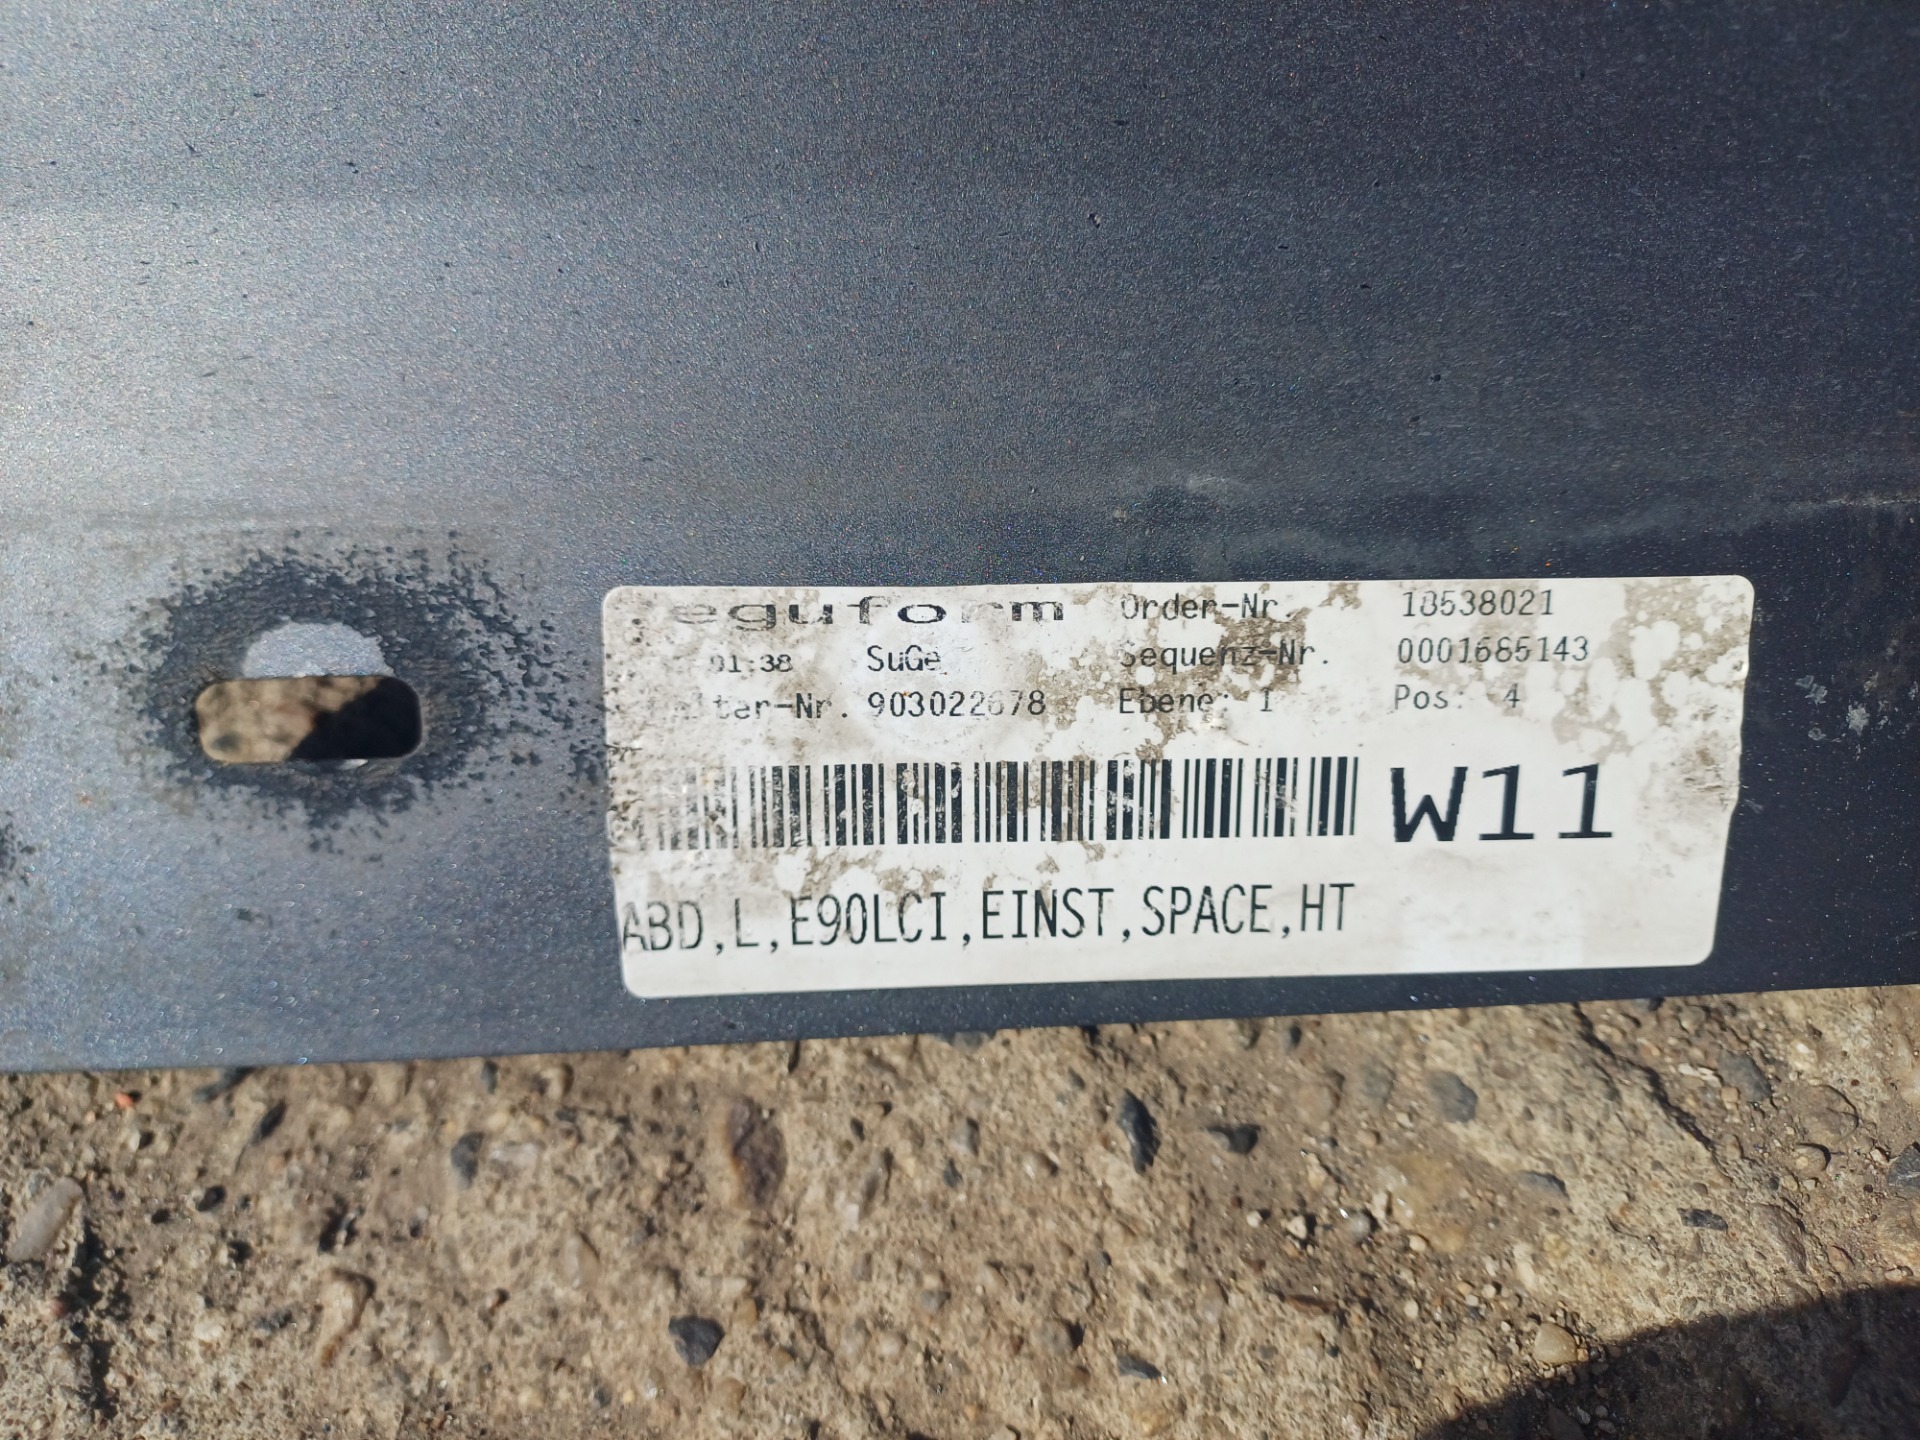 eguform Order-Nr. 18538021
01:38 SuGe Sequenz-Nr. 0001685143
Ebene: 1 Pos: 4
W11
ABD,L,E90LCI,EINST,SPACE,HT